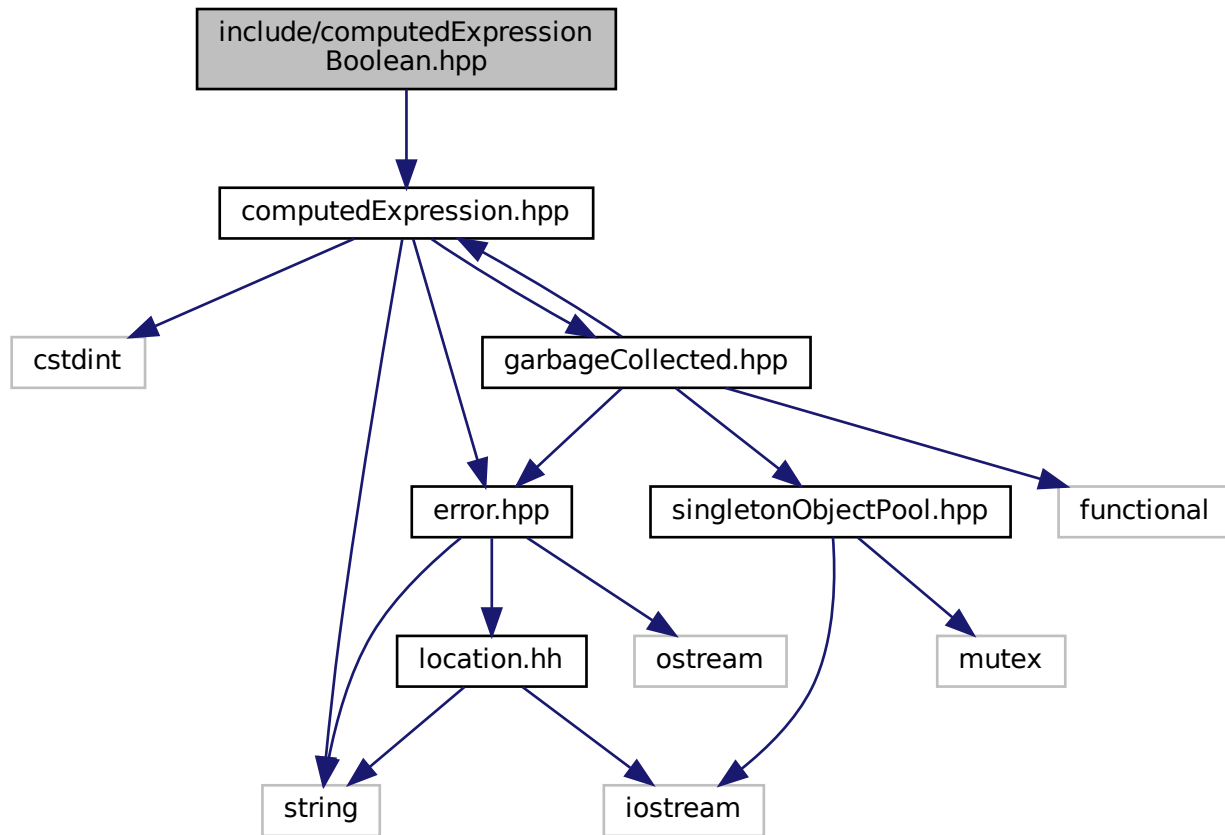 include/computedExpression
Boolean.hpp
computedExpression.hpp
cstdint
garbageCollected.hpp
error.hpp
singletonObjectPool.hpp
functional
location.hh
ostream
mutex
string
iostream